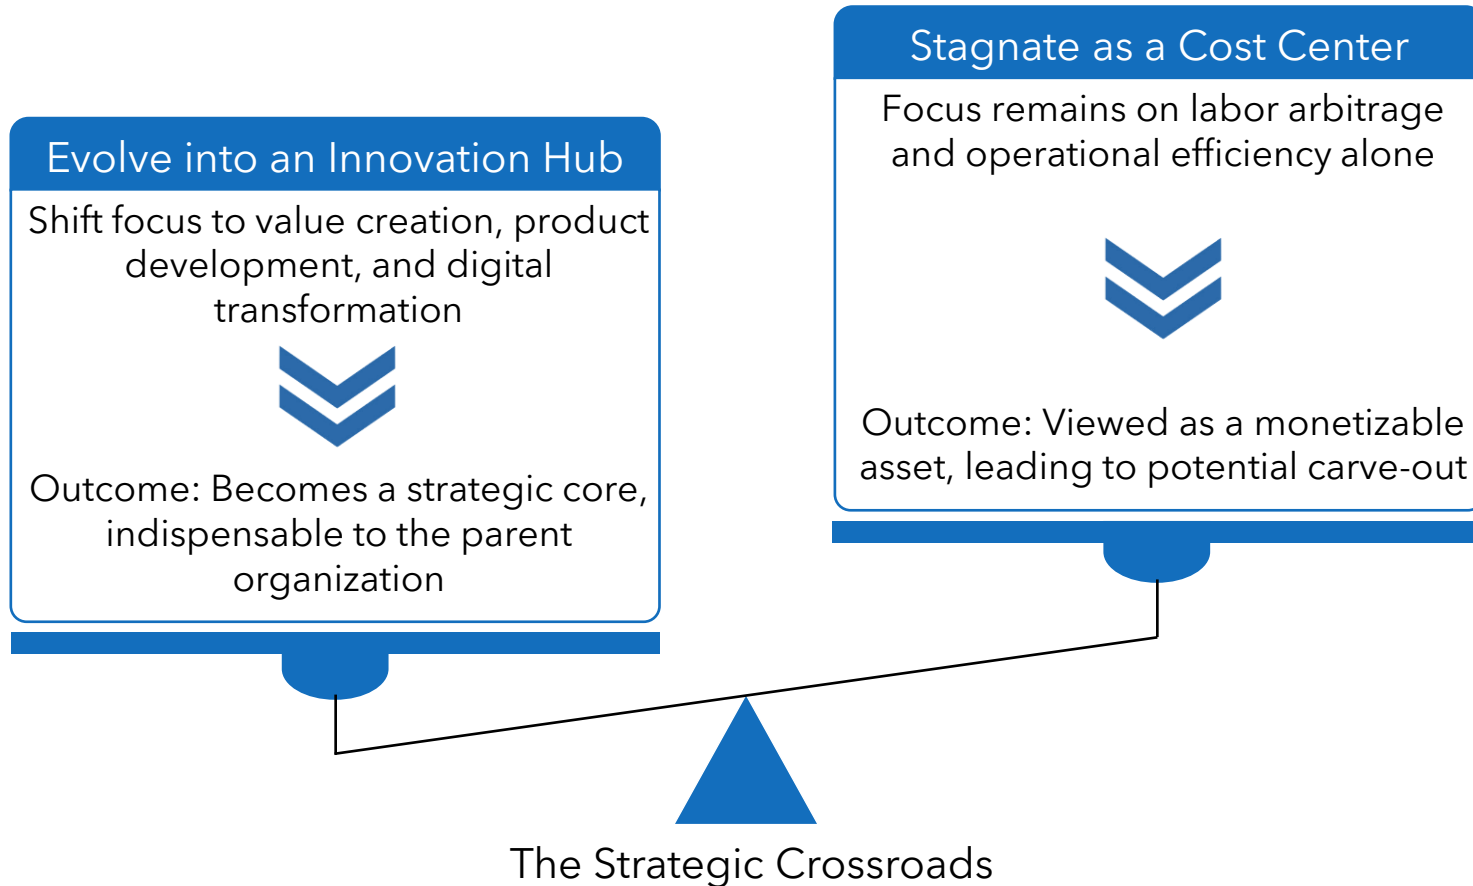 Evolve into an Innovation Hub
Shift focus to value creation, product
development, and digital
transformation
Outcome: Becomes a strategic core,
indispensable to the parent
organization
Stagnate as a Cost Center
Focus remains on labor arbitrage
and operational efficiency alone
Outcome: Viewed as a monetizable
asset, leading to potential carve-out
The Strategic Crossroads